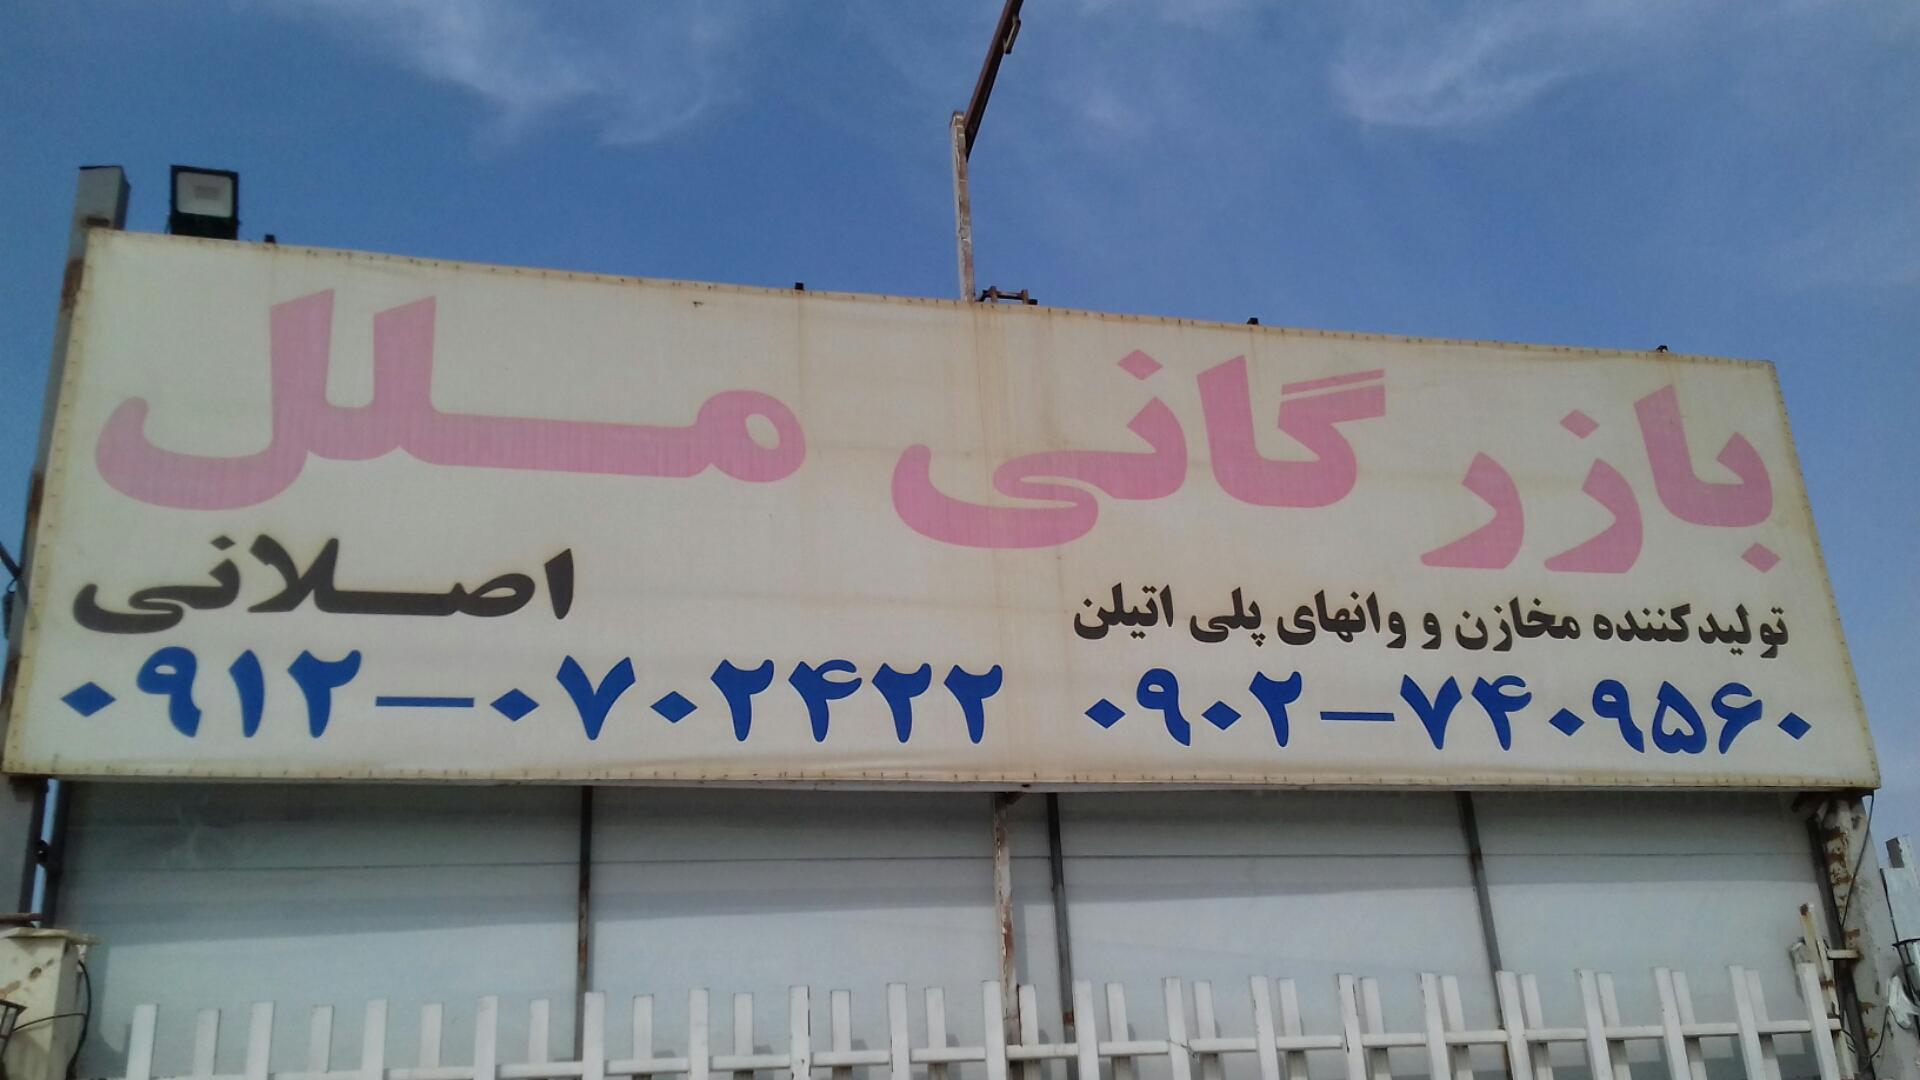 بازرگانی ملل
تولیدکننده مخازن و وانهای پلی اتیلن
اصلانی
۰۹۰۲-۷۴۰۹۵۶۰
۰۹۱۲-۰۷۰۲۴۲۲